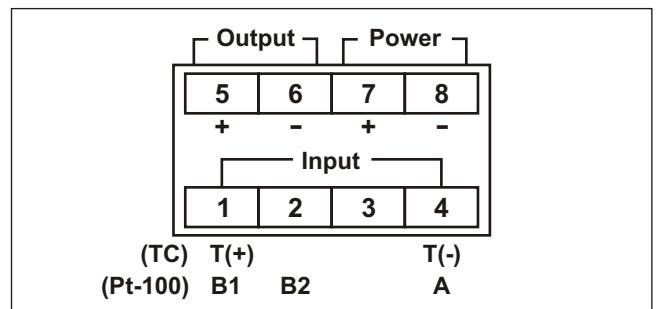 Output Power
5 6 7 8
+ - + -
Input
1 2 3 4
(TC) T(+) T(-)
(Pt-100) B1 B2 A